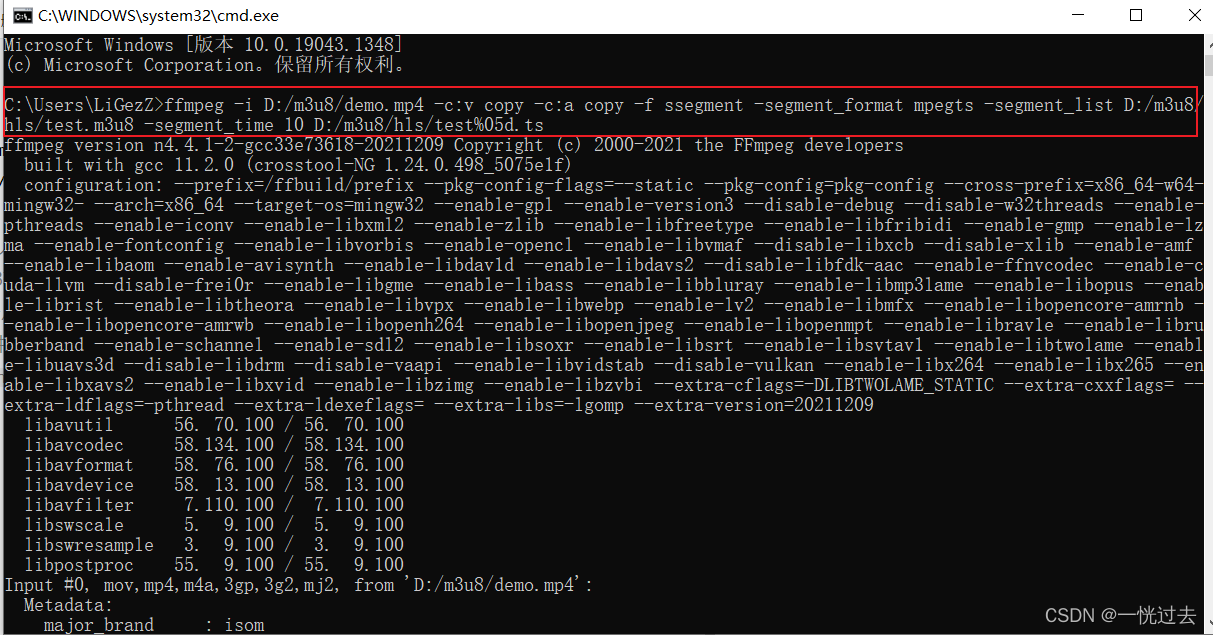 C:\WINDOWS\system32\cmd.exe
Microsoft Windows [版本 10.0.19043.1348]
(c) Microsoft Corporation。保留所有权利。
C:\Users\LiGezZ>ffmpeg -i D:/m3u8/demo.mp4 -c:v copy -c:a copy -f ssegment -segment_format mpegts -segment_list D:/m3u8/
hls/test.m3u8 -segment_time 10 D:/m3u8/hls/test%05d.ts
ffmpeg version n4.4.1-2-gcc33e73618-20211209 Copyright (c) 2000-2021 the FFmpeg developers
built with gcc 11.2.0 (crosstool-NG 1.24.0.498_5075e1f)
configuration: --prefix=/ffbuild/prefix --pkg-config-flags=--static --pkg-config=pkg-config --cross-prefix=x86_64-w64-
mingw32- --arch=x86_64 --target-os=mingw32 --enable-gpl --enable-version3 --disable-debug --disable-w32threads --enable-
pthreads --enable-iconv --enable-libxml2 --enable-zlib --enable-libfreetype --enable-libfribidi --enable-gmp --enable-lz
ma --enable-fontconfig --enable-libvorbis --enable-opencl --enable-libvmaf --disable-libxcb --disable-xlib --enable-amf
--enable-libaom --enable-avisynth --enable-libdav1d --enable-libdavs2 --disable-libfdk-aac --enable-ffnvcodec --enable-c
uda-llvm --disable-frei0r --enable-libgme --enable-libass --enable-libbluray --enable-libmp3lame --enable-libopus --enab
le-librist --enable-libtheora --enable-libvpx --enable-libwebp --enable-lv2 --enable-libmfx --enable-libopencore-amrnb -
-enable-libopencore-amrwb --enable-libopenh264 --enable-libopenjpeg --enable-libopenmpt --enable-librav1e --enable-libru
bberband --enable-schannel --enable-sdl2 --enable-libsoxr --enable-libsrt --enable-libsvtav1 --enable-libtwolame --enabl
e-libuavs3d --disable-libdrm --disable-vaapi --enable-libvidstab --disable-vulkan --enable-libx264 --enable-libx265 --en
able-libxavs2 --enable-libxvid --enable-libzimg --enable-libzvbi --extra-cflags=-DLIBTWOLAME_STATIC --extra-cxxflags= --
extra-ldflags=-pthread --extra-ldexeflags= --extra-libs=-lgomp --extra-version=20211209
libavutil 56. 70.100 / 56. 70.100
libavcodec 58.134.100 / 58.134.100
libavformat 58. 76.100 / 58. 76.100
libavdevice 58. 13.100 / 58. 13.100
libavfilter 7.110.100 / 7.110.100
libswscale 5. 9.100 / 5. 9.100
libswresample 3. 9.100 / 3. 9.100
libpostproc 55. 9.100 / 55. 9.100
Input #0, mov,mp4,m4a,3gp,3g2,mj2, from 'D:/m3u8/demo.mp4':
Metadata:
major_brand : isom
CSDN @一恍过去